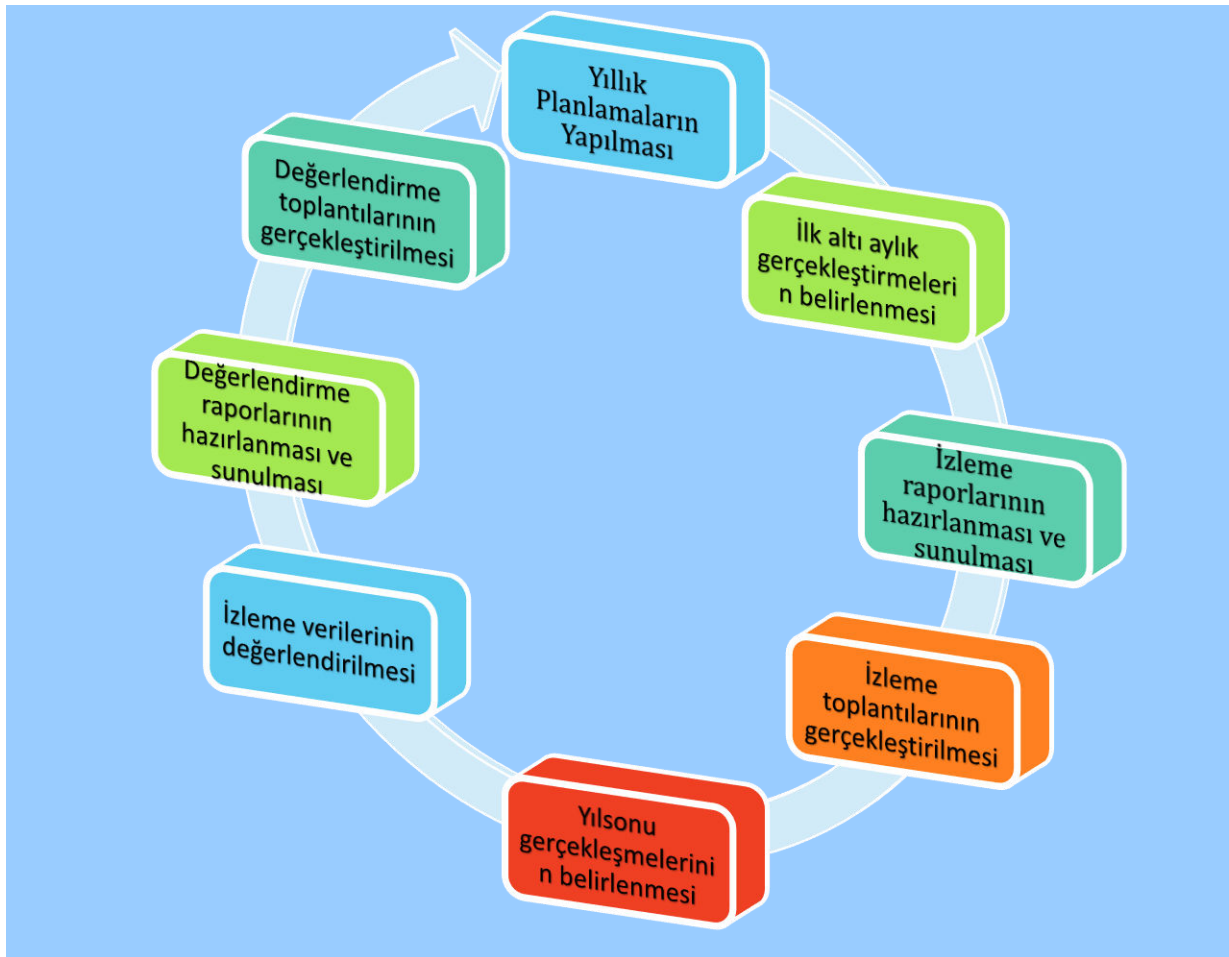 Yıllık
Planlamaların
Yapılması
İlk altı aylık
gerçekleştirmeleri
n belirlenmesi
İzleme
raporlarının
hazırlanması ve
sunulması
İzleme
toplantılarının
gerçekleştirilmesi
Yılsonu
gerçekleşmelerini
n belirlenmesi
İzleme verilerinin
değerlendirilmesi
Değerlendirme
raporlarının
hazırlanması ve
sunulması
Değerlendirme
toplantılarının
gerçekleştirilmesi